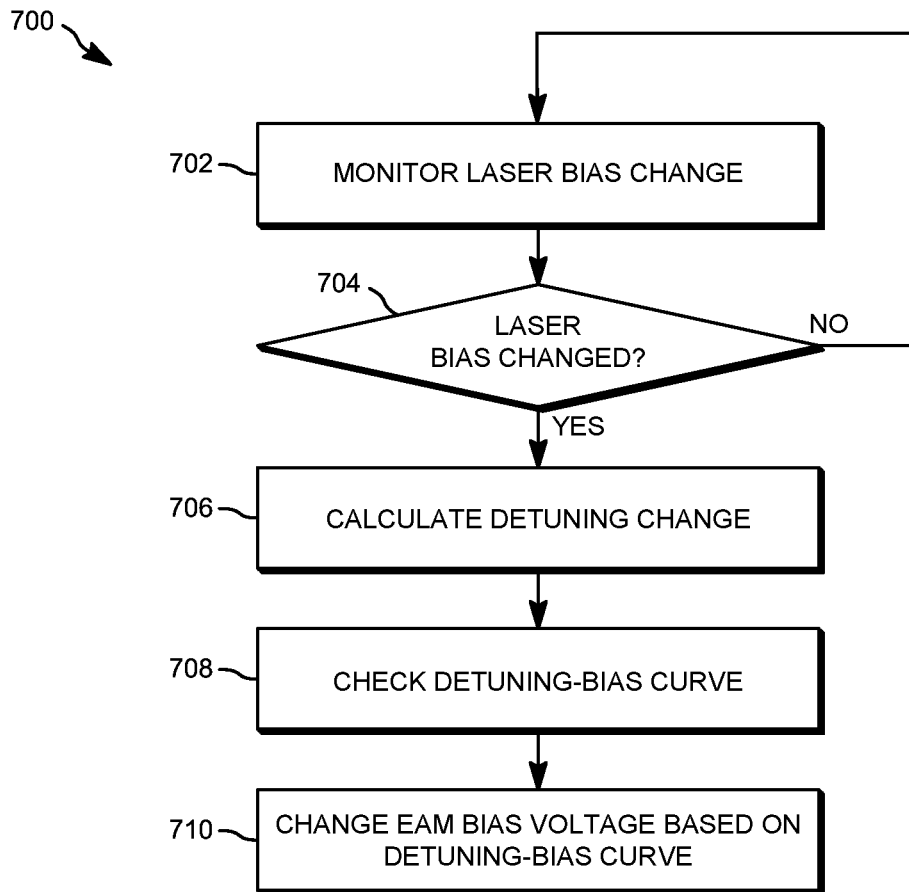 700
702
MONITOR LASER BIAS CHANGE
704
LASER
BIAS CHANGED?
NO
YES
706
CALCULATE DETUNING CHANGE
708
CHECK DETUNING-BIAS CURVE
710
CHANGE EAM BIAS VOLTAGE BASED ON
DETUNING-BIAS CURVE